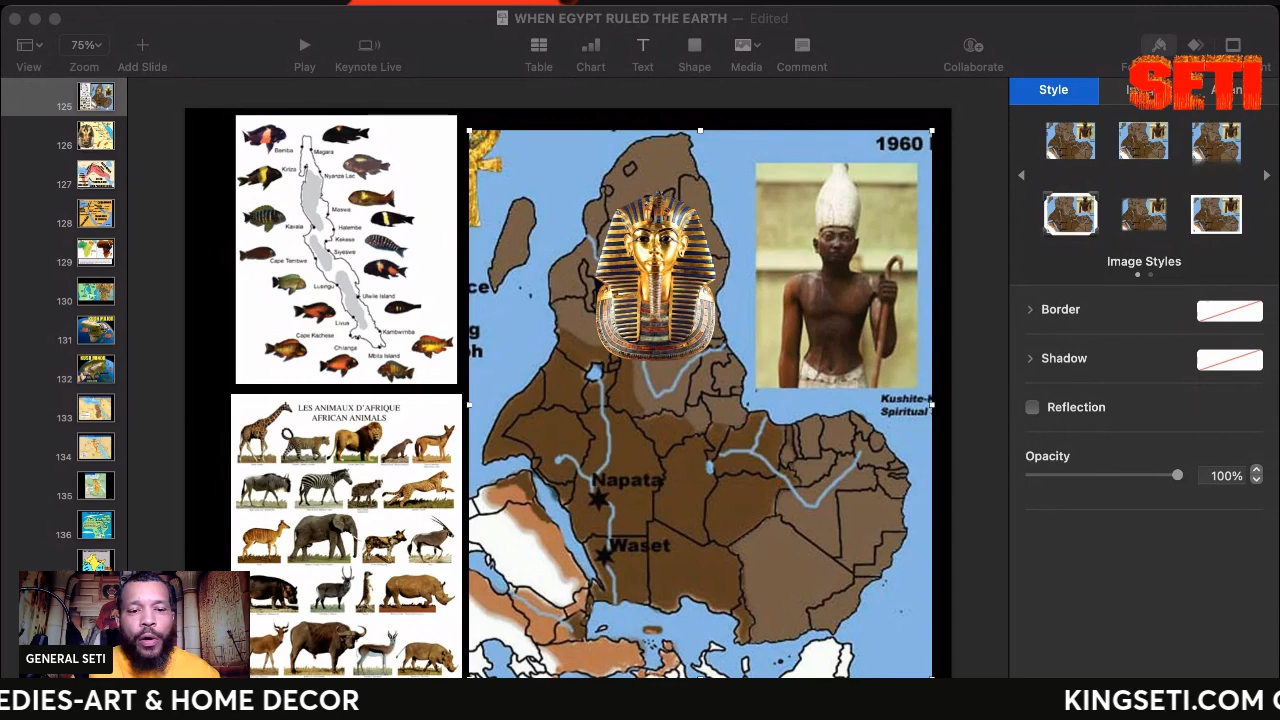 WHEN EGYPT RULED THE EARTH — Edited
75%
View
Zoom
Add Slide
Play
Keynote Live
Table
Chart
Text
Shape
Media
Comment
Collaborate
SETI
Style
125
126
127
128
129
130
131
132
133
134
135
136
Bemba
Magara
Kiriza
Nyanza Lac
Maswa
Kavala
Halembe
Kekese
Siyeswe
Cape Tembwe
Lusingu
Ulwile Island
Livua
Cape Kachese
Kambwimba
Chianga
Mbita Island
LES ANIMAUX D'AFRIQUE
AFRICAN ANIMALS
1960
Kushite-K
Spiritual
Napata
Waset
Image Styles
Border
Shadow
Reflection
Opacity
100%
GENERAL SETI
EDIES-ART & HOME DECOR
KINGSETI.COM